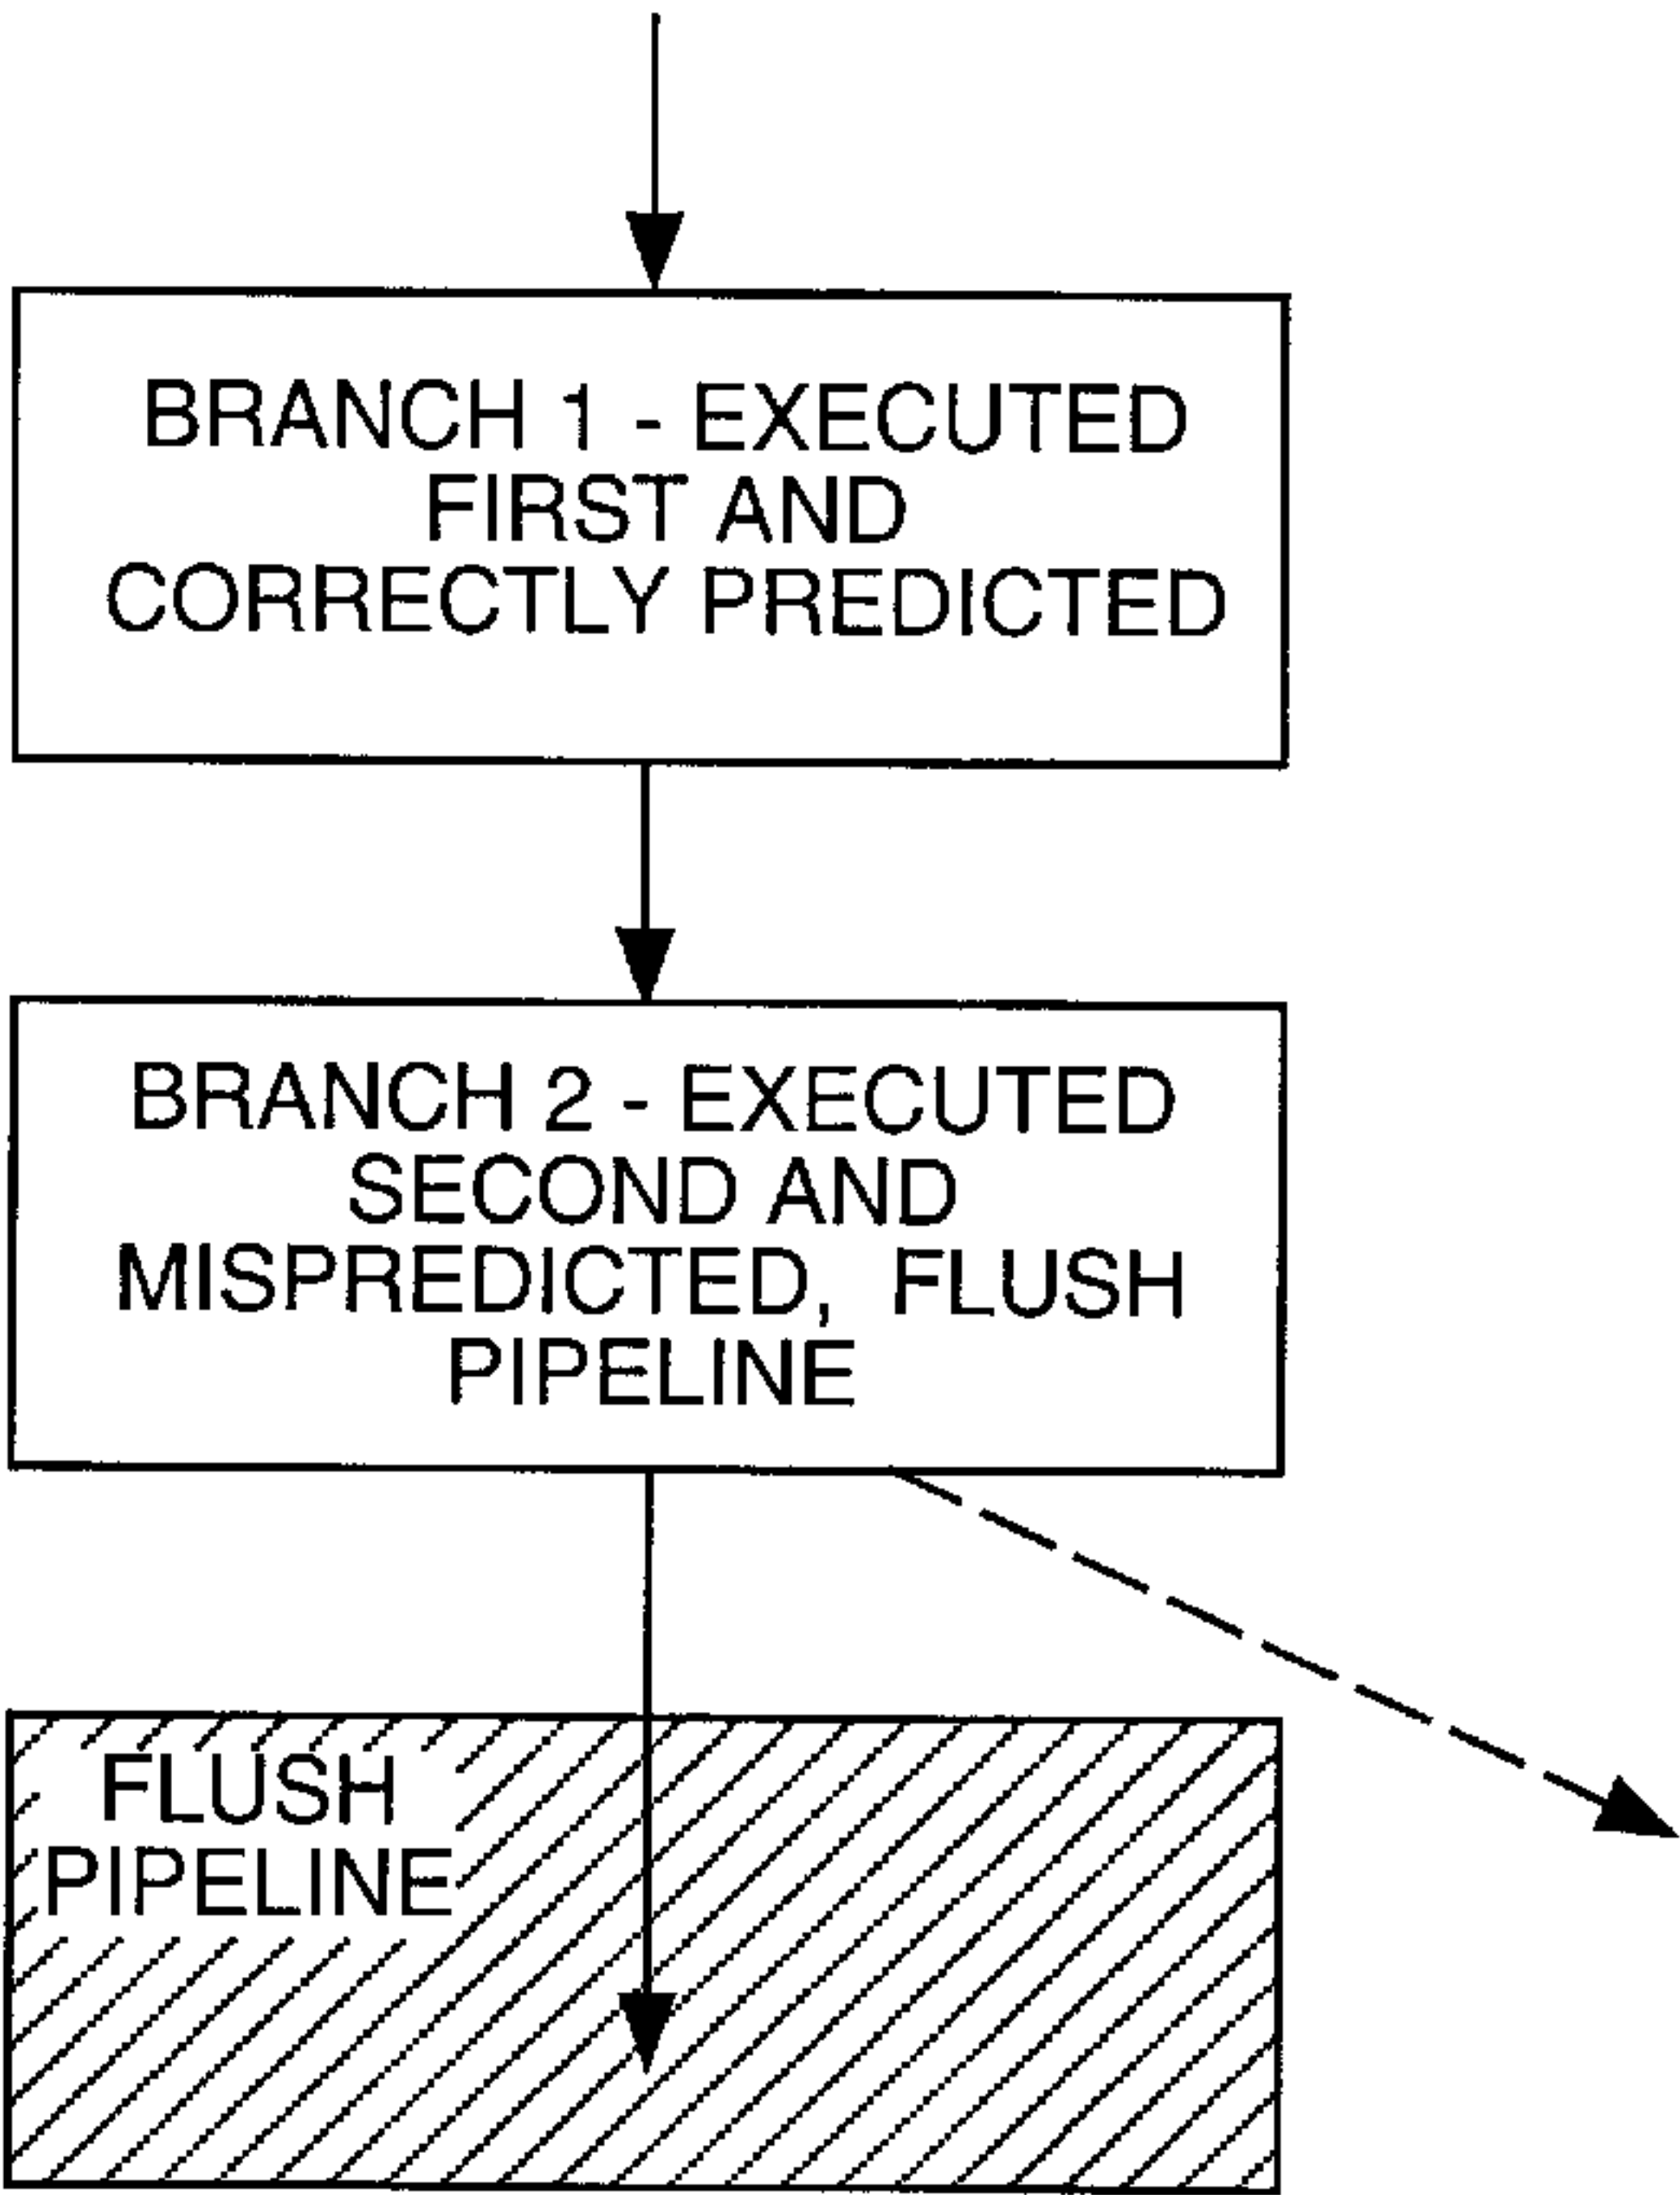 BRANCH 1 - EXECUTED
FIRST AND
CORRECTLY PREDICTED
BRANCH 2 - EXECUTED
SECOND AND
MISPREDICTED, FLUSH
PIPELINE
FLUSH
PIPELINE